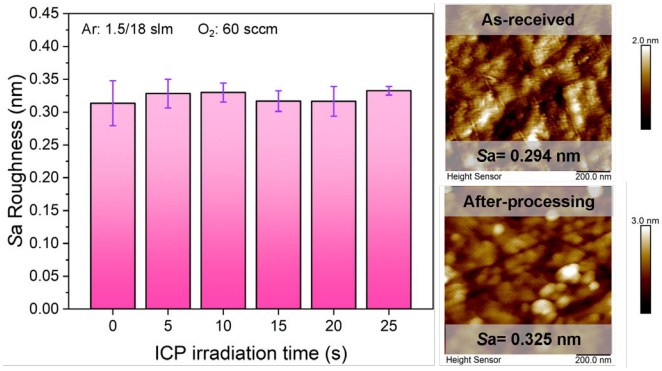 Ar: 1.5/18 slm O₂: 60 sccm
Sa Roughness (nm)
0.45
0.40
0.35
0.30
0.25
0.20
0.15
0.10
0.05
0.00
0 5 10 15 20 25
ICP irradiation time (s)
As-received
Sa= 0.294 nm
Height Sensor 200.0 nm
2.0 nm
After-processing
Sa= 0.325 nm
Height Sensor 200.0 nm
3.0 nm